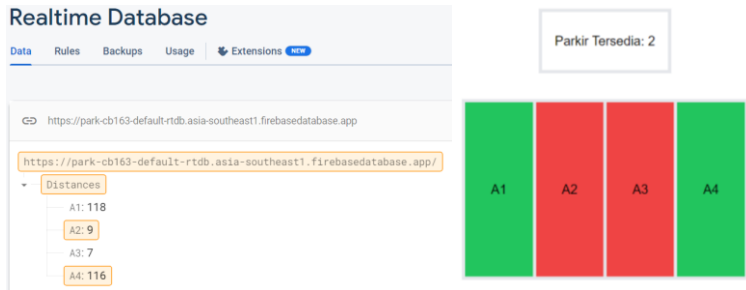 Realtime Database
Data Rules Backups Usage Extensions NEW
https://park-cb163-default-rtdb.asia-southeast1.firebasedatabase.app
https://park-cb163-default-rtdb.asia-southeast1.firebasedatabase.app/
Distances
A1: 118
A2: 9
A3: 7
A4: 116
Parkir Tersedia: 2
A1 A2 A3 A4